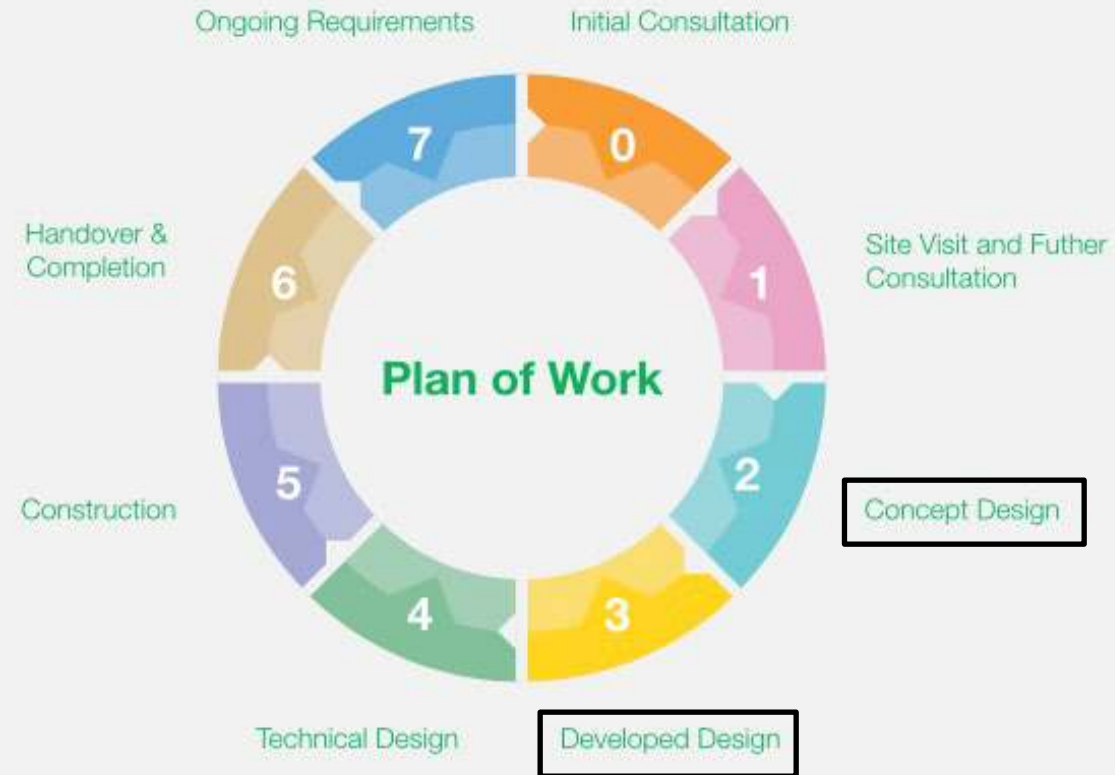 Ongoing Requirements
Initial Consultation
7
0
Handover &
Completion
Site Visit and Futher
Consultation
6
1
Plan of Work
5
2
Construction
Concept Design
4
3
Technical Design
Developed Design